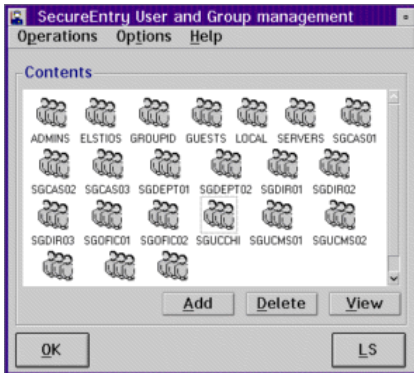 SecureEntry User and Group management
Operations Options Help
Contents
ADMINS ELSTIOS GROUPID GUESTS LOCAL SERVERS SGCAS01
SGCAS02 SGCAS03 SGDEPT01 SGDEPT02 SGDIR01 SGDIR02
SGDIR03 SGOFIC01 SGOFIC02 SGUCCHI SGUCMS01 SGUCMS02
Add Delete View
OK LS